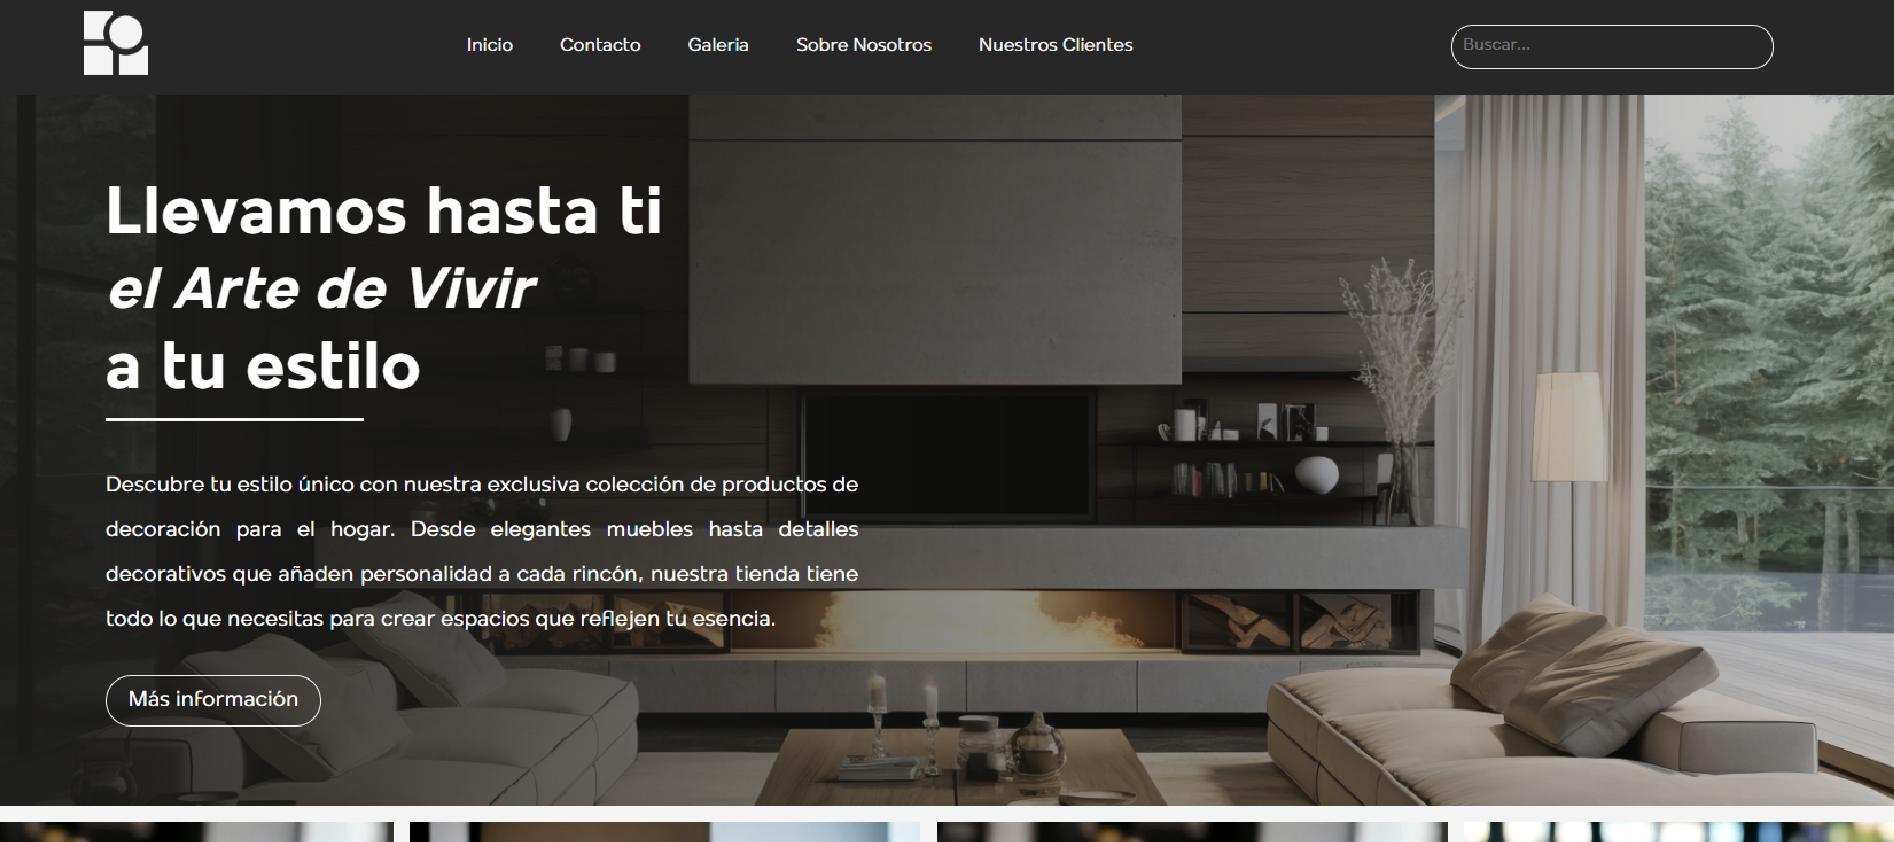 Inicio
Contacto
Galeria
Sobre Nosotros
Nuestros Clientes
Buscar...
Llevamos hasta ti
el Arte de Vivir
a tu estilo
Descubre tu estilo único con nuestra exclusiva colección de productos de
decoración para el hogar. Desde elegantes muebles hasta detalles
decorativos que añaden personalidad a cada rincón, nuestra tienda tiene
todo lo que necesitas para crear espacios que reflejen tu esencia.
Más información